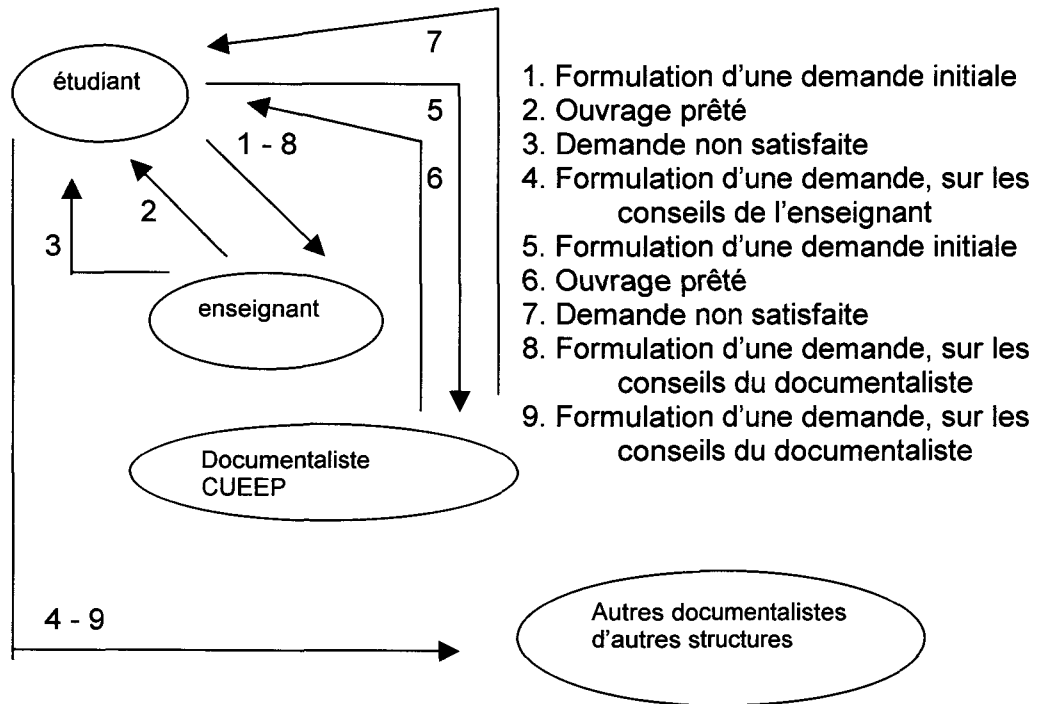 étudiant
7
5
1 - 8
6
2
3
enseignant
Documentaliste
CUEEP
4 - 9
Autres documentalistes
d'autres structures
1. Formulation d'une demande initiale
2. Ouvrage prêté
3. Demande non satisfaite
4. Formulation d'une demande, sur les
conseils de l'enseignant
5. Formulation d'une demande initiale
6. Ouvrage prêté
7. Demande non satisfaite
8. Formulation d'une demande, sur les
conseils du documentaliste
9. Formulation d'une demande, sur les
conseils du documentaliste